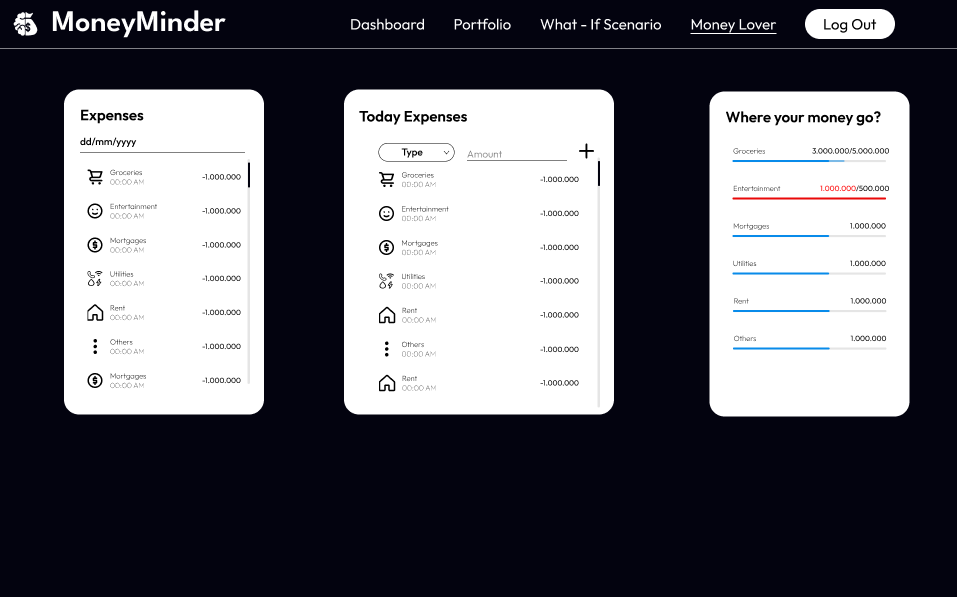 MoneyMinder
Dashboard
Portfolio
What - If Scenario
Money Lover
Log Out
Expenses
dd/mm/yyyy
Groceries
00:00 AM
-1.000.000
Entertainment
00:00 AM
-1.000.000
Mortgages
00:00 AM
-1.000.000
Utilities
00:00 AM
-1.000.000
Rent
00:00 AM
-1.000.000
Others
00:00 AM
-1.000.000
Mortgages
00:00 AM
-1.000.000
Today Expenses
Type
Amount
Groceries
00:00 AM
-1.000.000
Entertainment
00:00 AM
-1.000.000
Mortgages
00:00 AM
-1.000.000
Utilities
00:00 AM
-1.000.000
Rent
00:00 AM
-1.000.000
Others
00:00 AM
-1.000.000
Rent
00:00 AM
-1.000.000
Where your money go?
Groceries 3.000.000/5.000.000
Entertainment 1.000.000/500.000
Mortgages 1.000.000
Utilities 1.000.000
Rent 1.000.000
Others 1.000.000